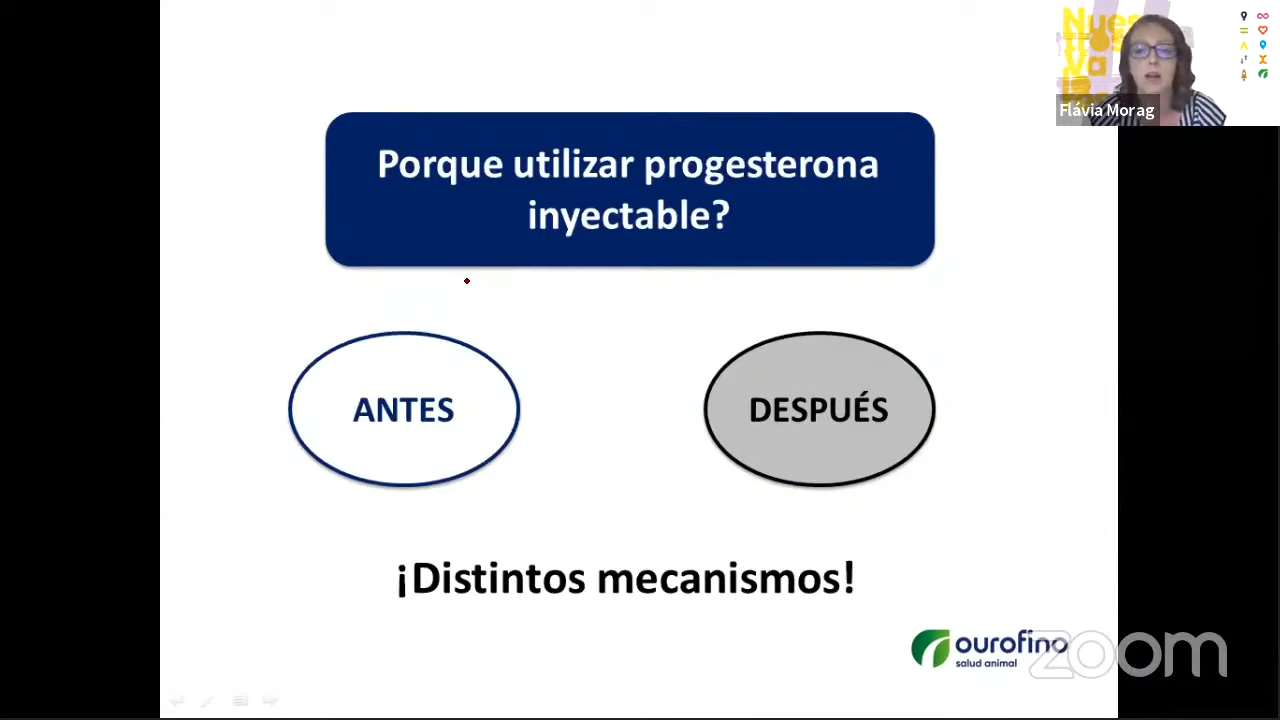 Porque utilizar progesterona
inyectable?
ANTES
DESPUÉS
¡Distintos mecanismos!
ourofino
salud animal
zoom
Flávia Morag